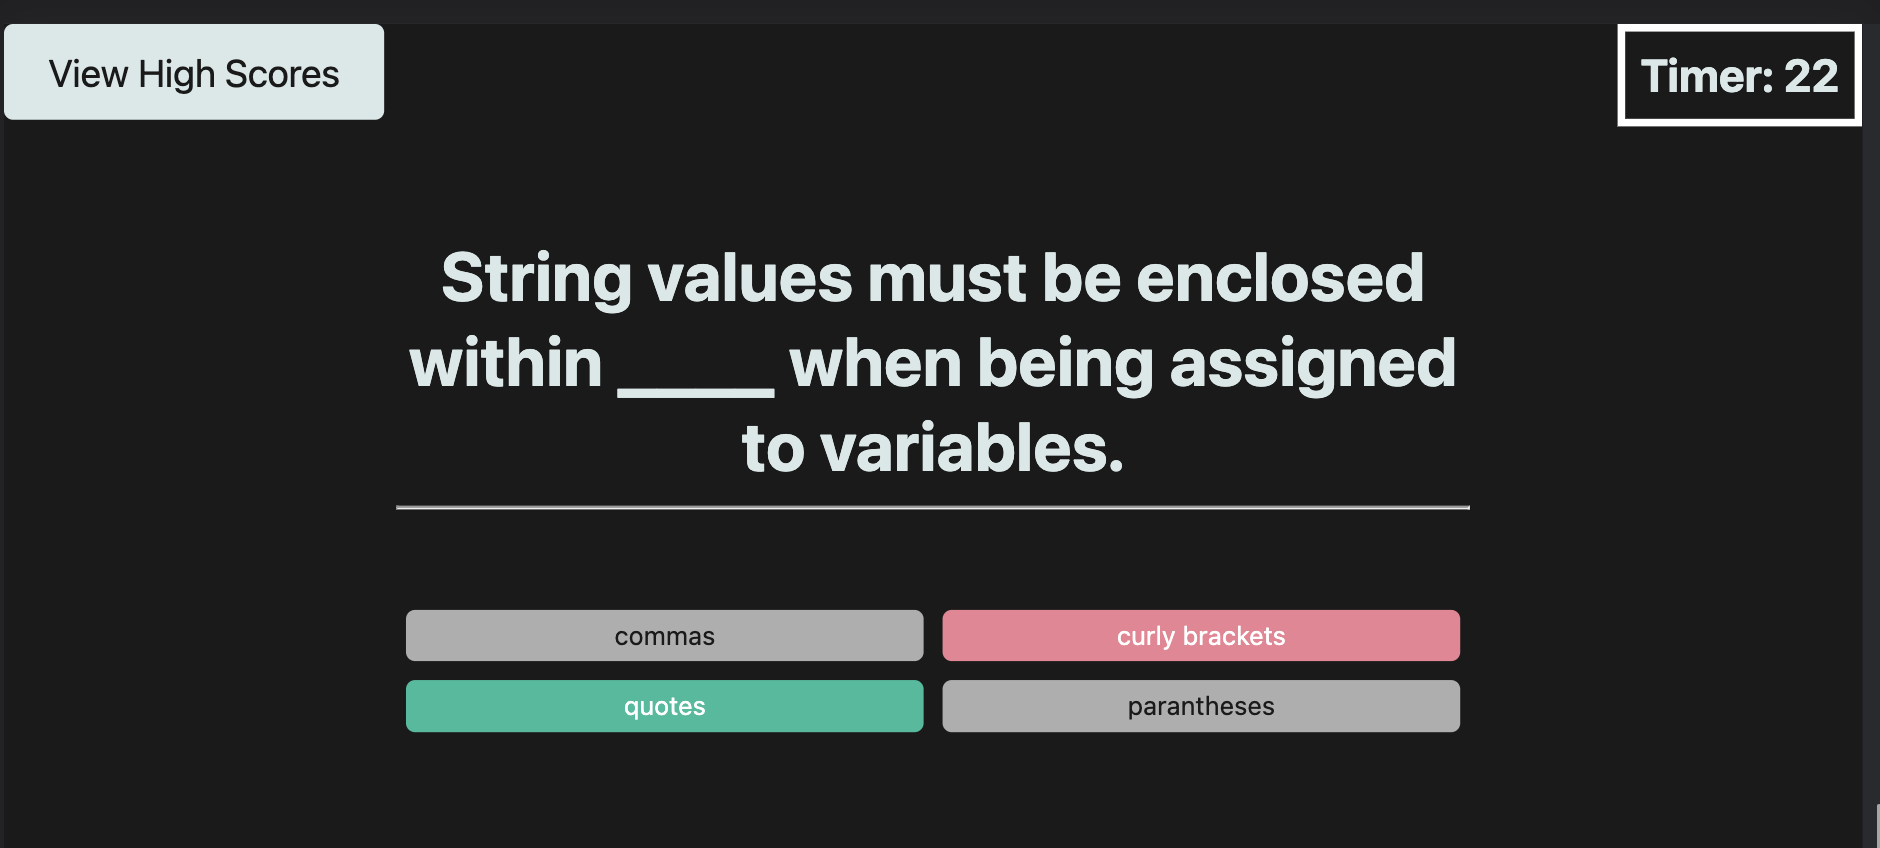 View High Scores
Timer: 22
String values must be enclosed
within _____ when being assigned
to variables.
commas
curly brackets
quotes
parantheses